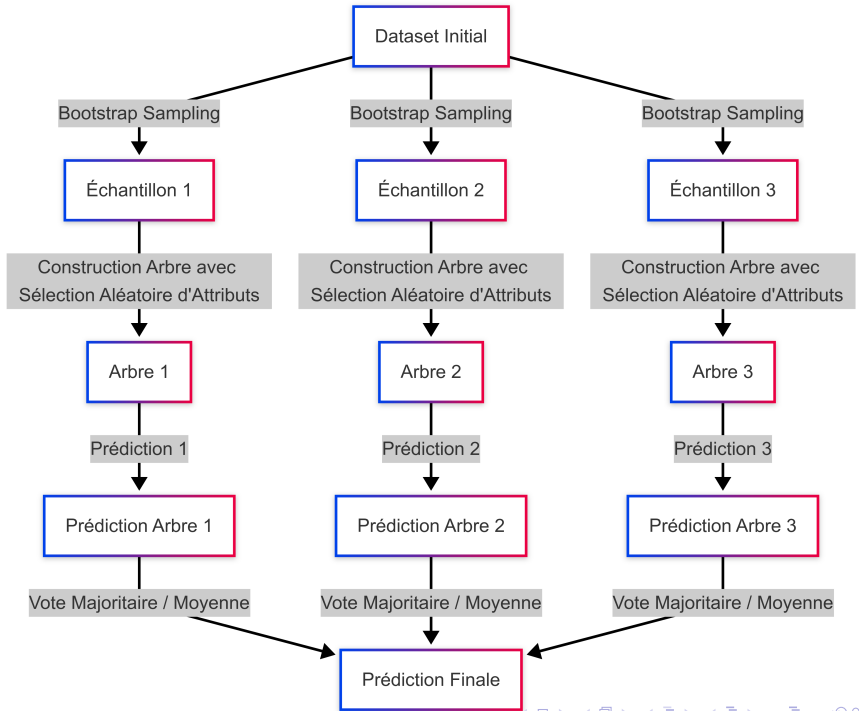 Dataset Initial
Bootstrap Sampling
Bootstrap Sampling
Bootstrap Sampling
Échantillon 1
Échantillon 2
Échantillon 3
Construction Arbre avec
Sélection Aléatoire d'Attributs
Construction Arbre avec
Sélection Aléatoire d'Attributs
Construction Arbre avec
Sélection Aléatoire d'Attributs
Arbre 1
Arbre 2
Arbre 3
Prédiction 1
Prédiction 2
Prédiction 3
Prédiction Arbre 1
Prédiction Arbre 2
Prédiction Arbre 3
Vote Majoritaire / Moyenne
Vote Majoritaire / Moyenne
Vote Majoritaire / Moyenne
Prédiction Finale